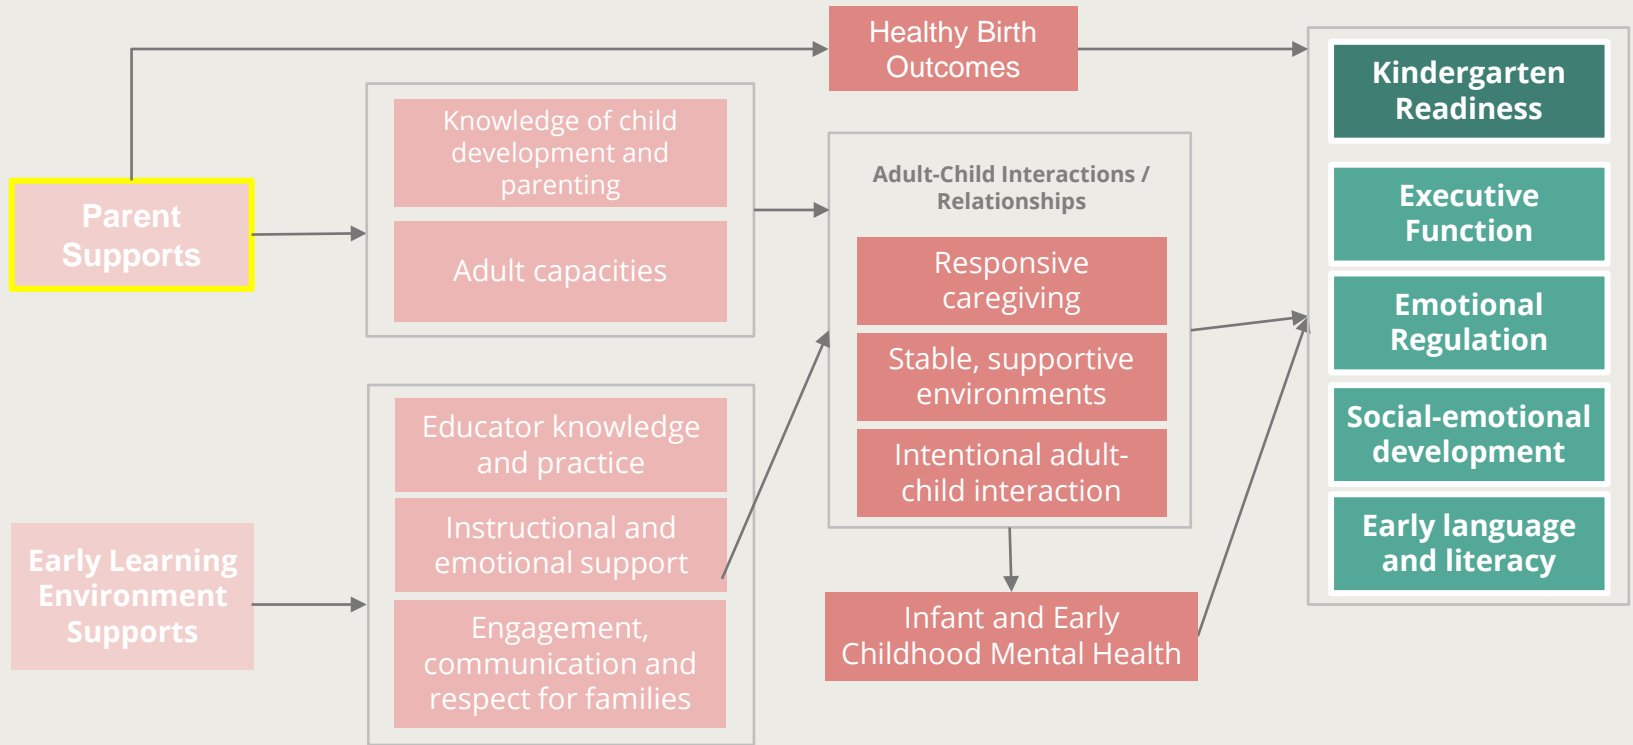 Healthy Birth
Outcomes
Kindergarten
Readiness
Knowledge of child
development and
parenting
Adult-Child Interactions /
Relationships
Parent
Supports
Executive
Function
Adult capacities
Responsive
caregiving
Emotional
Regulation
Stable, supportive
environments
Social-emotional
development
Educator knowledge
and practice
Intentional adult-
child interaction
Instructional and
emotional support
Early language
and literacy
Early Learning
Environment
Supports
Engagement,
communication and
respect for families
Infant and Early
Childhood Mental Health